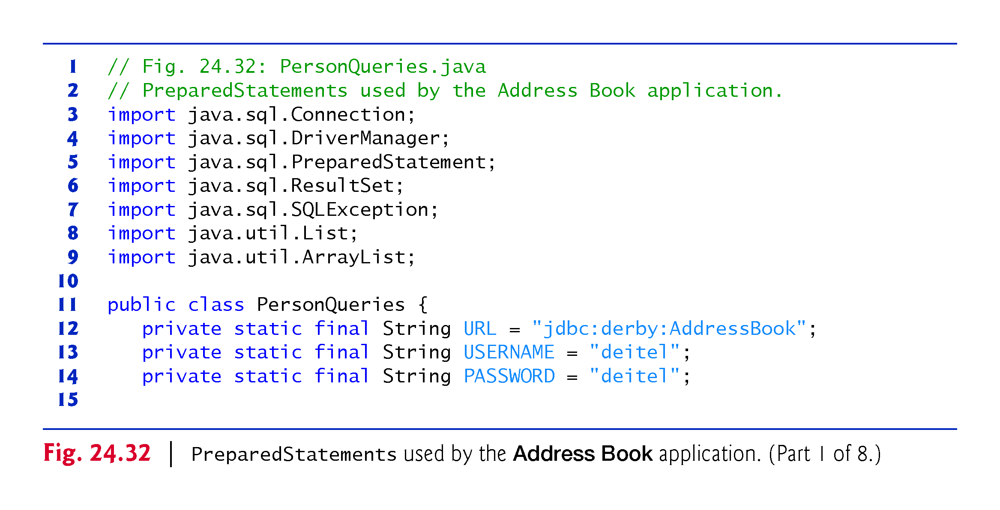 1 // Fig. 24.32: PersonQueries.java
2 // PreparedStatements used by the Address Book application.
3 import java.sql.Connection;
4 import java.sql.DriverManager;
5 import java.sql.PreparedStatement;
6 import java.sql.ResultSet;
7 import java.sql.SQLException;
8 import java.util.List;
9 import java.util.ArrayList;
10
11 public class PersonQueries {
12    private static final String URL = "jdbc:derby:AddressBook";
13    private static final String USERNAME = "deitel";
14    private static final String PASSWORD = "deitel";
15
Fig. 24.32 | PreparedStatements used by the Address Book application. (Part 1 of 8.)